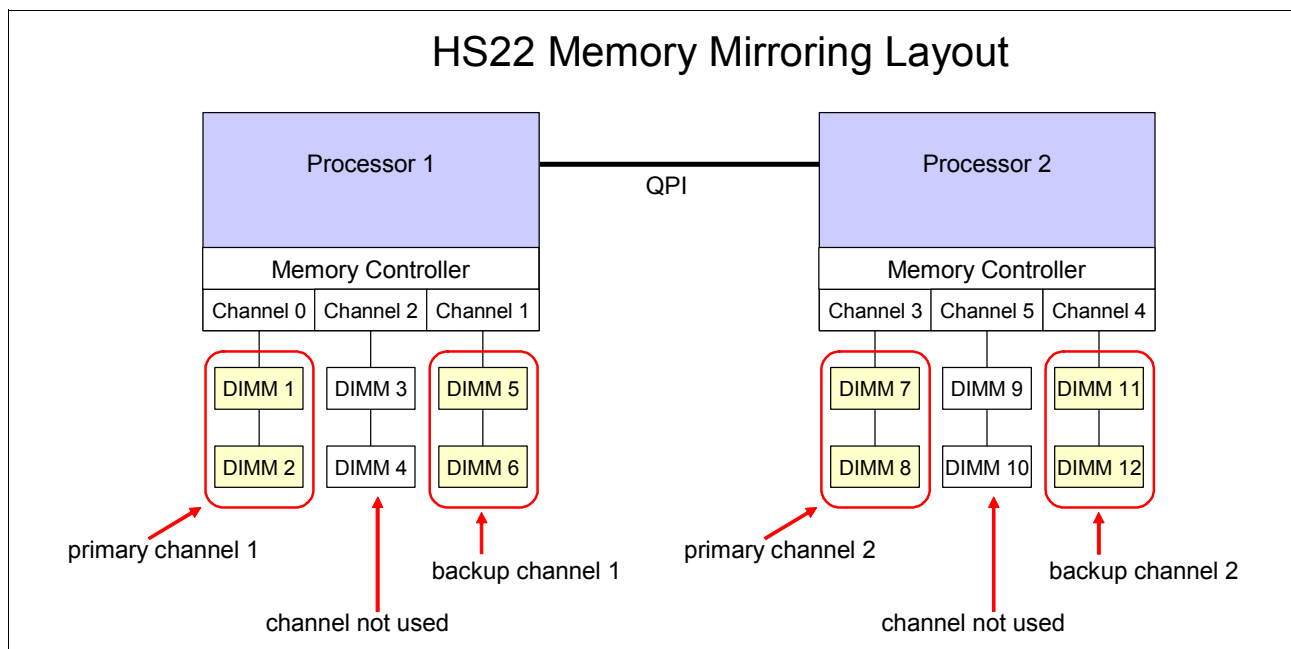 HS22 Memory Mirroring Layout
Processor 1
QPI
Processor 2
Memory Controller
Memory Controller
Channel 0
Channel 2
Channel 1
Channel 3
Channel 5
Channel 4
DIMM 1
DIMM 3
DIMM 5
DIMM 7
DIMM 9
DIMM 11
DIMM 2
DIMM 4
DIMM 6
DIMM 8
DIMM 10
DIMM 12
primary channel 1
backup channel 1
primary channel 2
backup channel 2
channel not used
channel not used